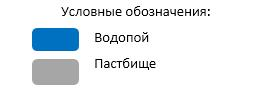 Условные обозначения:
Водопой
Пастбище